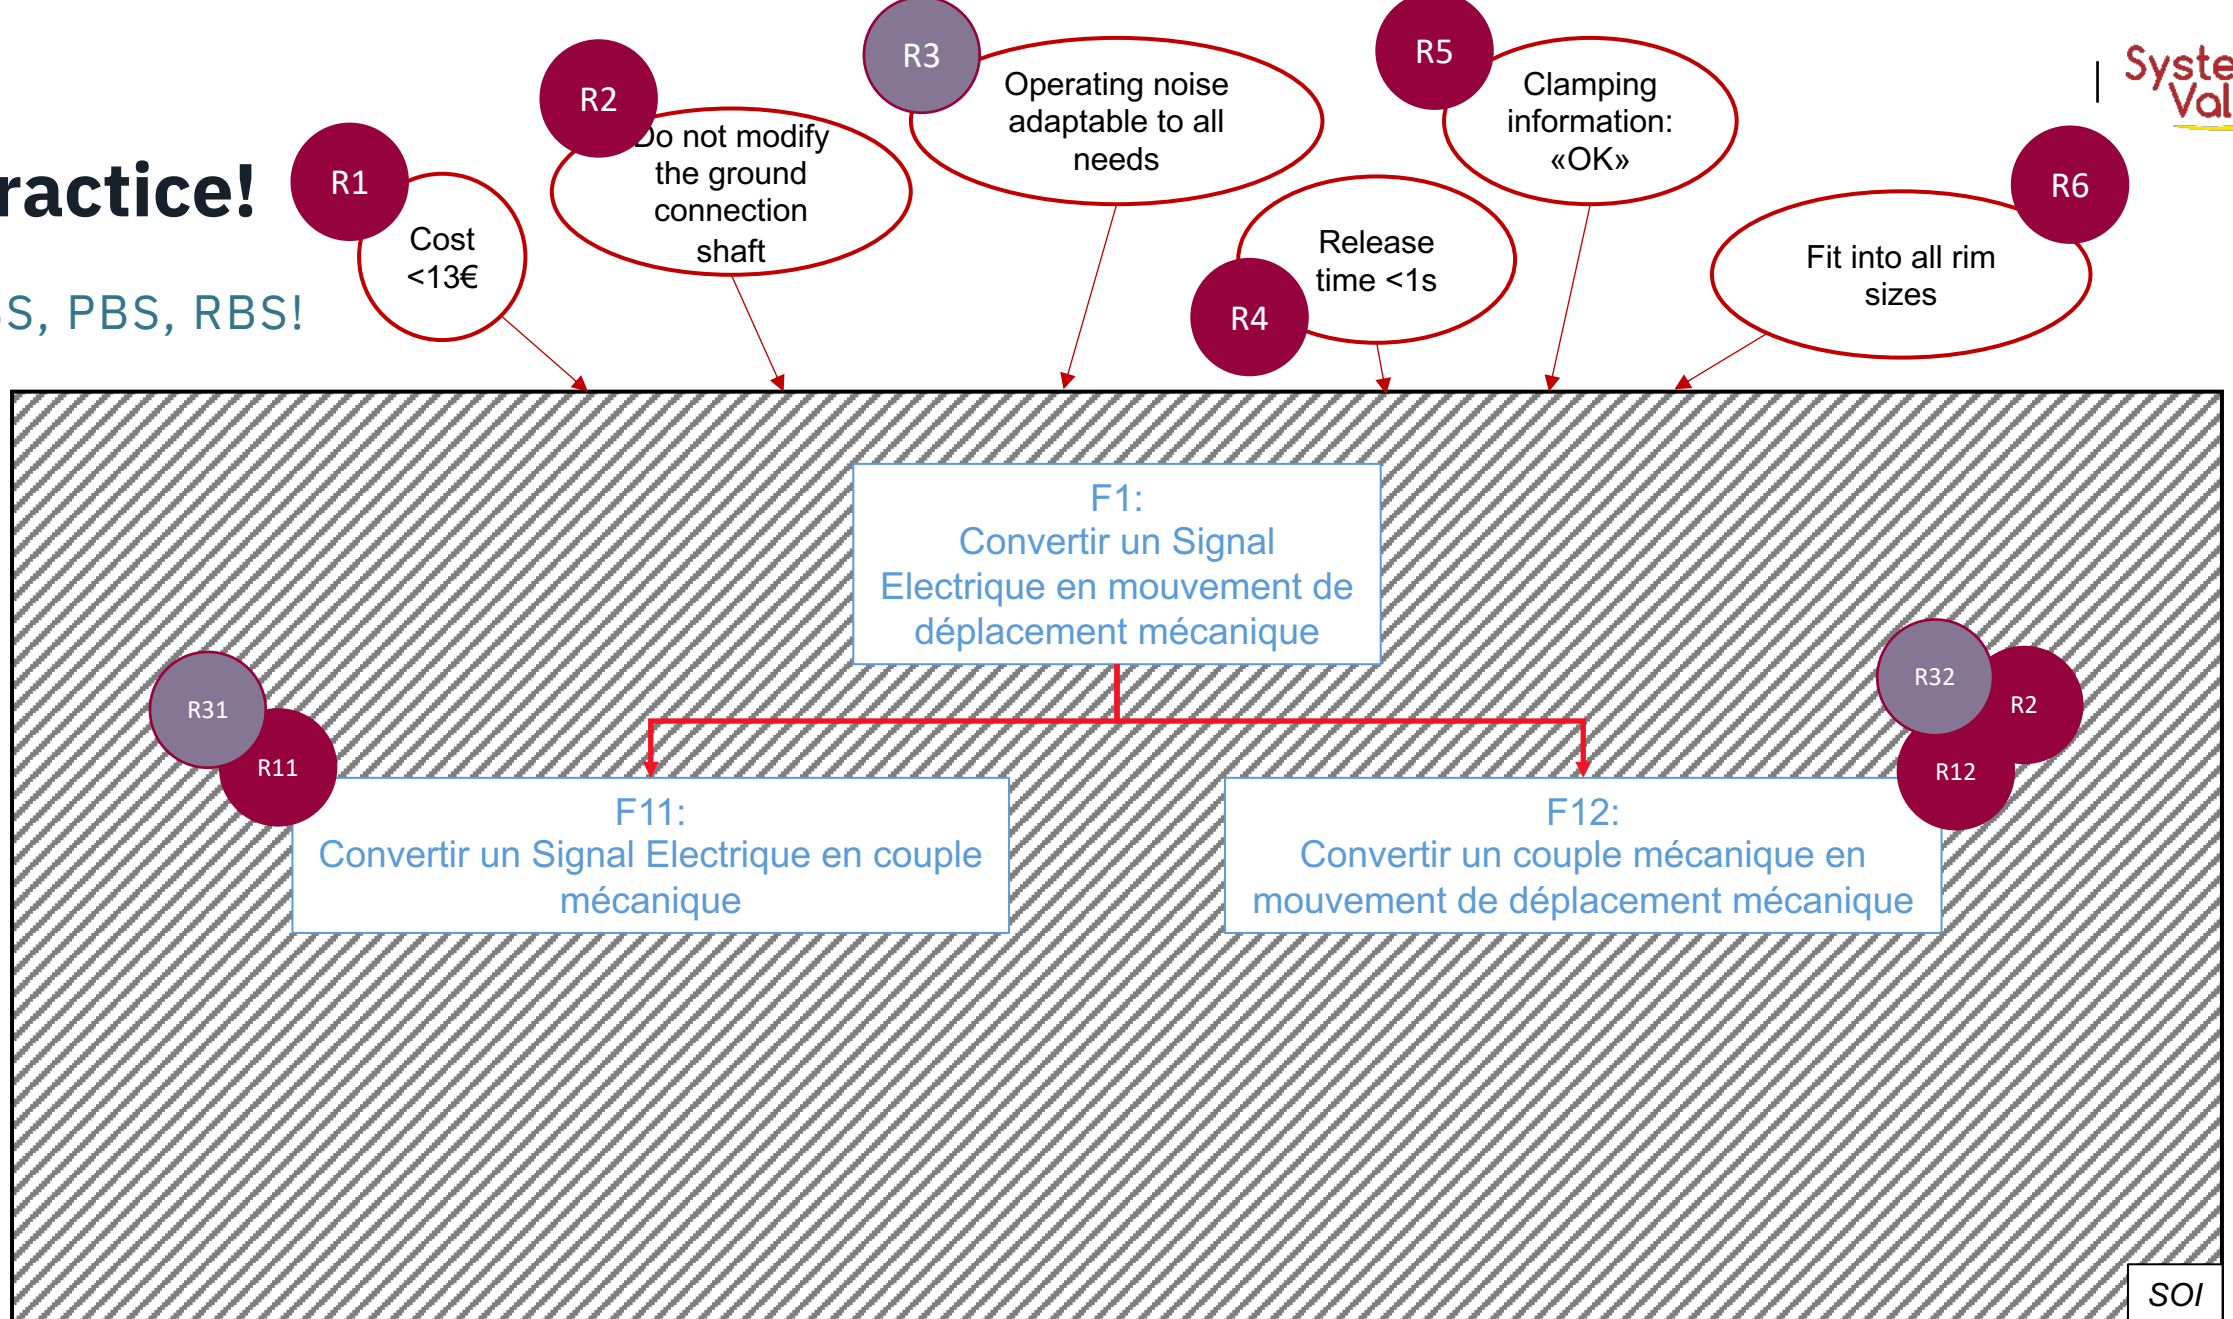 R3
R5
Syste
Val
R2
Operating noise
adaptable to all
needs
Clamping
information:
«OK»
Do not modify
the ground
connection
shaft
ractice!
R1
R6
Cost
<13€
Release
time <1s
R4
Fit into all rim
sizes
S, PBS, RBS!
F1:
Convertir un Signal
Electrique en mouvement de
déplacement mécanique
R31
R11
R32
R2
R12
F11:
Convertir un Signal Electrique en couple
mécanique
F12:
Convertir un couple mécanique en
mouvement de déplacement mécanique
SOI